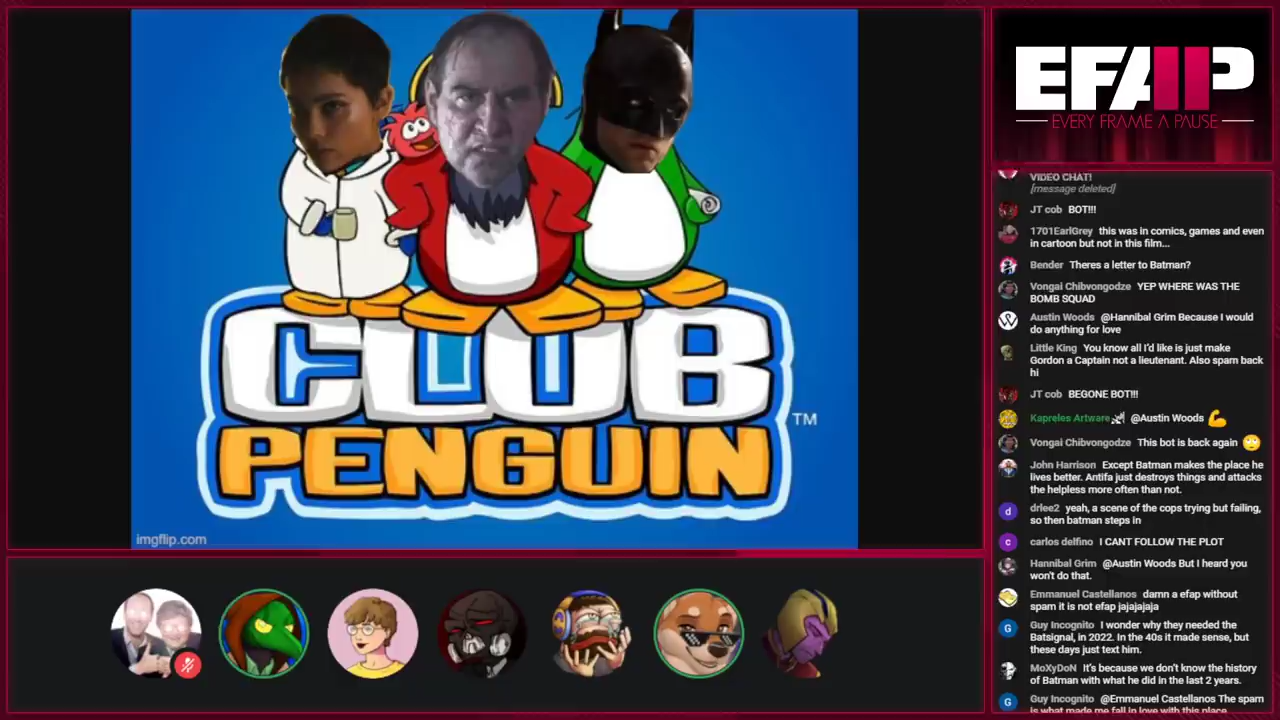 CLUB
PENGUIN
TM
imgflip.com
EFAP
EVERY FRAME A PAUSE
VIDEO CHAT!
[message deleted]
JT cob BOT!!!
1701EarlGrey this was in comics, games and even
in cartoon but not in this film...
Bender Theres a letter to Batman?
Vongai Chibvongodze YEP WHERE WAS THE
BOMB SQUAD
Austin Woods @Hannibal Grim Because I would
do anything for love
Little King You know all I'd like is just make
Gordon a Captain not a lieutenant. Also spam back
hi
JT cob BEGONE BOT!!!
Kapreles Artware @Austin Woods 💪
Vongai Chibvongodze This bot is back again 🙄
John Harrison Except Batman makes the place he
lives better. Antifa just destroys things and attacks
the helpless more often than not.
d
drlee2 yeah, a scene of the cops trying but failing,
so then batman steps in
c
carlos delfino I CANT FOLLOW THE PLOT
Hannibal Grim @Austin Woods But I heard you
won't do that.
Emmanuel Castellanos damn a efap without
spam it is not efap jajajajaja
G
Guy Incognito I wonder why they needed the
Batsignal, in 2022. In the 40s it made sense, but
these days just text him.
MoXyDoN It's because we don't know the history
of Batman with what he did in the last 2 years.
G
Guy Incognito @Emmanuel Castellanos The spam
is what made me fall in love with this place